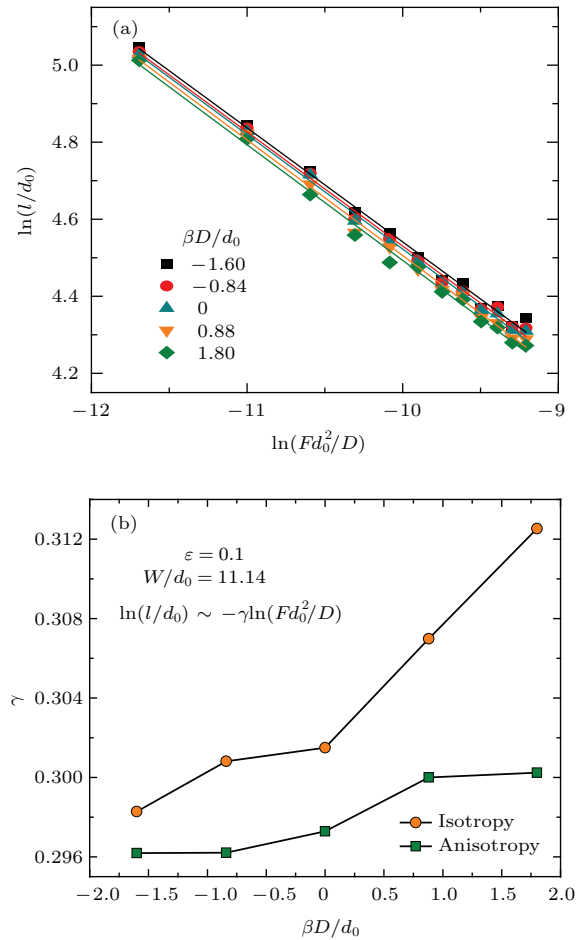 (a)
5.0
4.8
4.6
4.4
4.2
ln(l/d₀)
βD/d₀
−1.60
−0.84
0
0.88
1.80
−12
−11
−10
−9
ln(Fd₀²/D)
(b)
0.312
0.308
0.304
0.300
0.296
γ
ε = 0.1
W/d₀ = 11.14
ln(l/d₀) ~ −γln(Fd₀²/D)
Isotropy
Anisotropy
−2.0
−1.5
−1.0
−0.5
0
0.5
1.0
1.5
2.0
βD/d₀